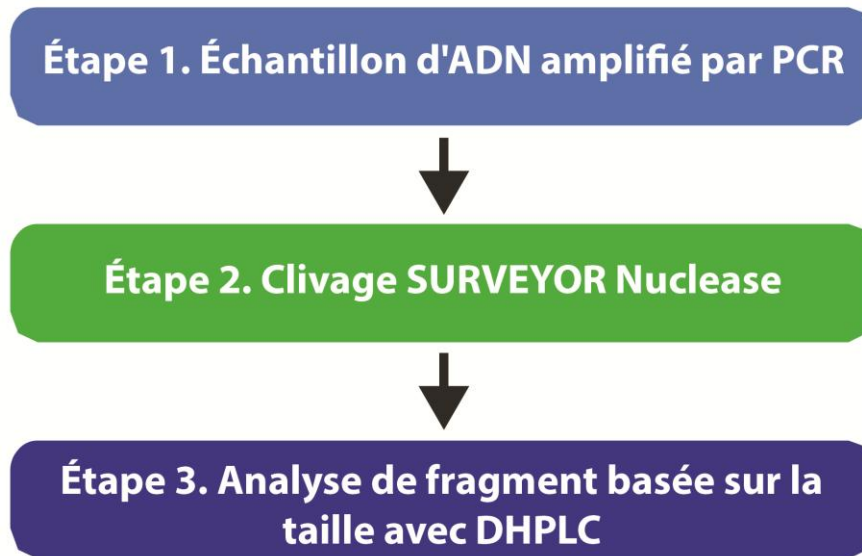 Étape 1. Échantillon d'ADN amplifié par PCR
Étape 2. Clivage SURVEYOR Nuclease
Étape 3. Analyse de fragment basée sur la
taille avec DHPLC